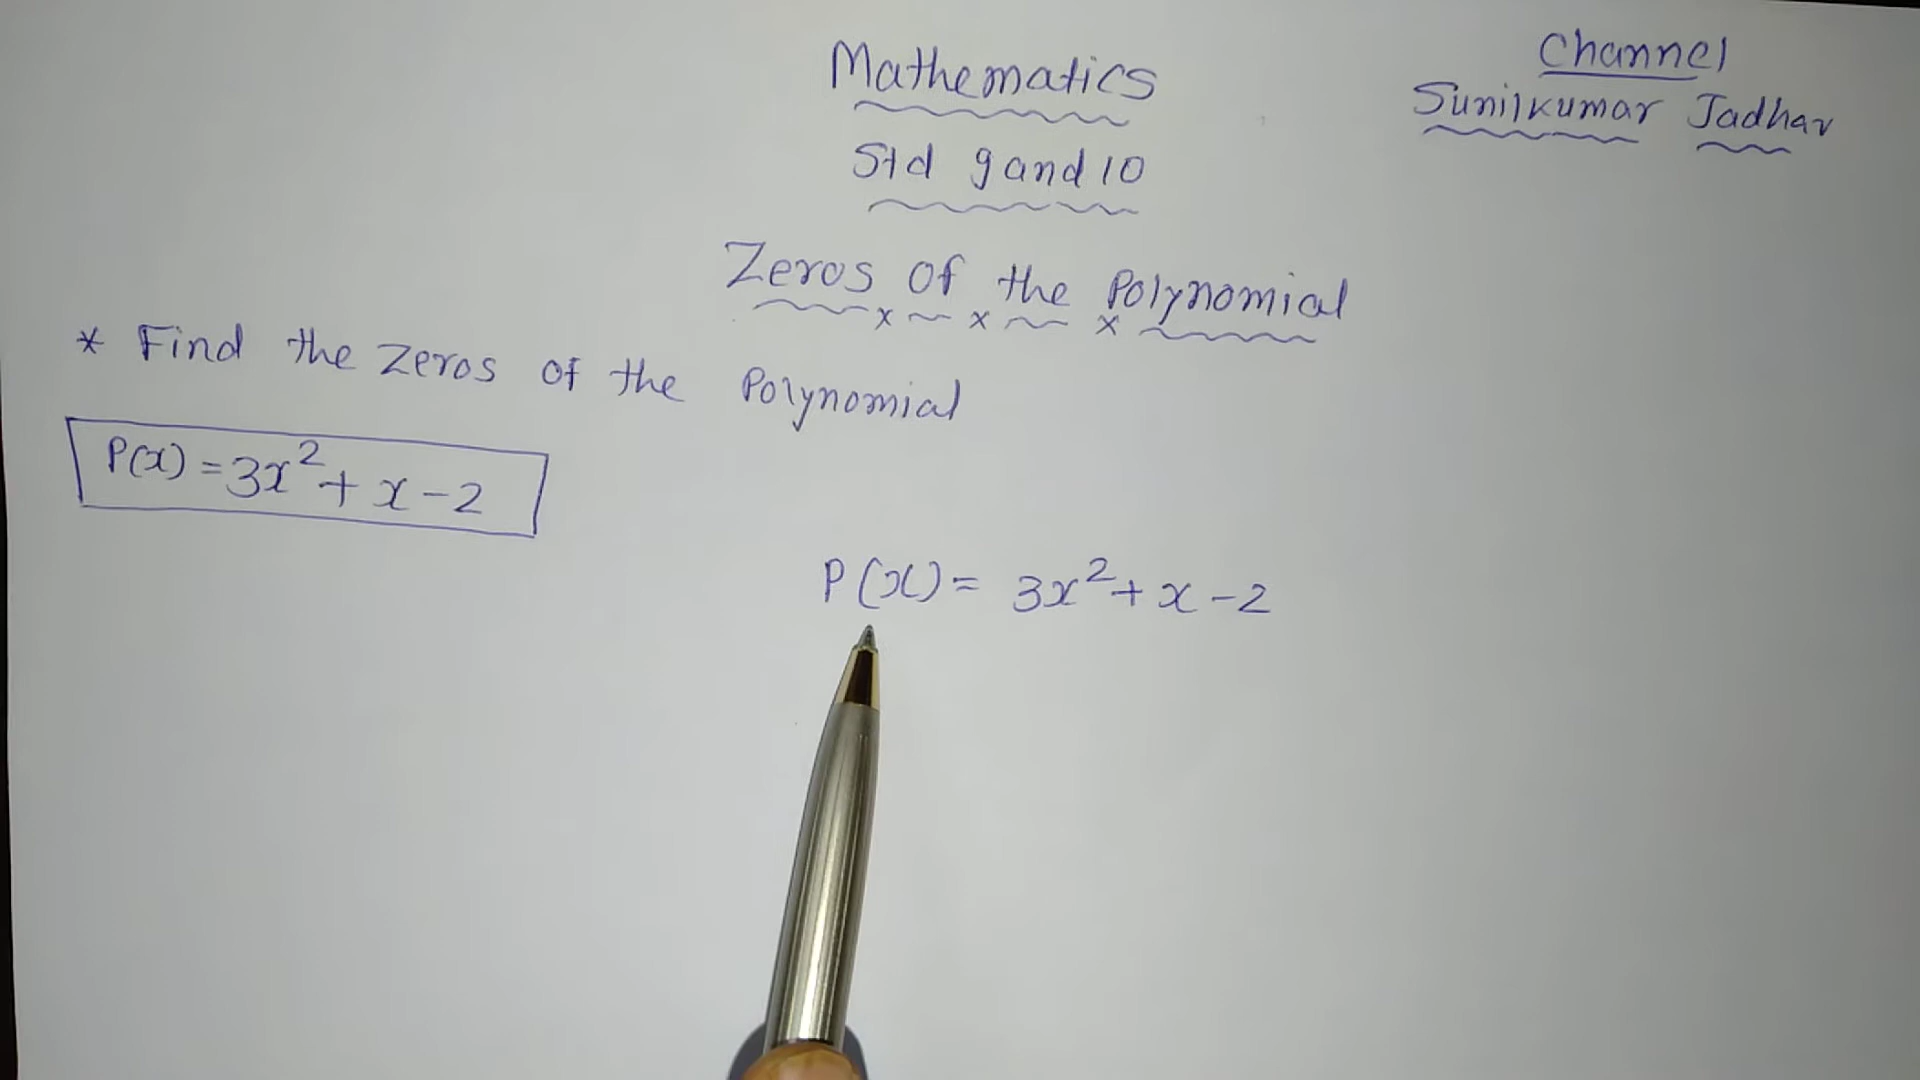 Mathematics
Std 9 and 10
Channel
Sunilkumar Jadhav
Zeros of the Polynomial
* Find the zeros of the Polynomial
P(x) = 3x² + x - 2
P(x) = 3x² + x - 2